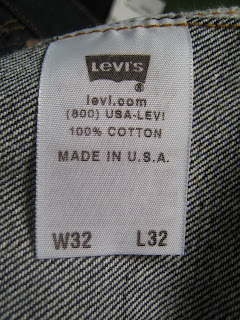 LEVI'S
®
levi.com
(800) USA-LEVI
100% COTTON
MADE IN U.S.A.
W32 L32